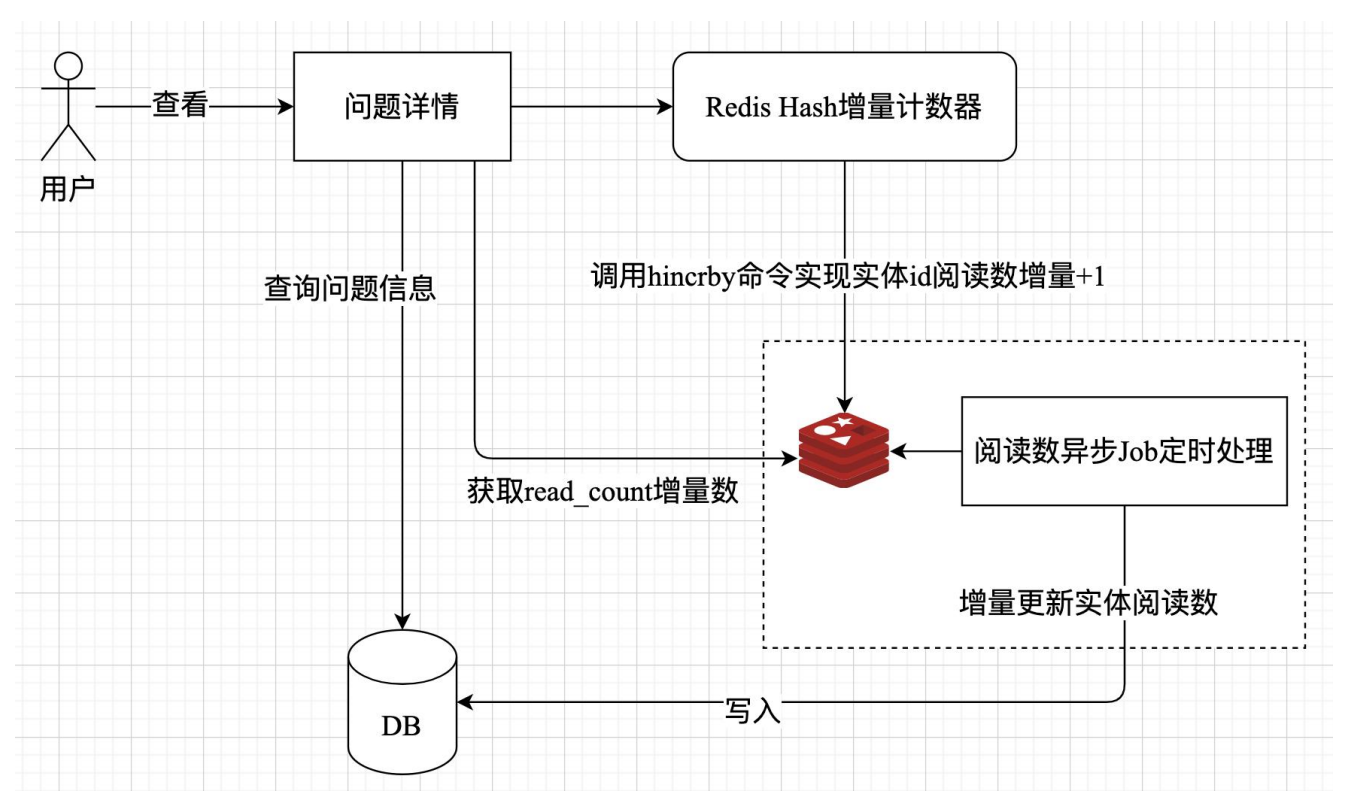 查看
问题详情
Redis Hash增量计数器
用户
查询问题信息
调用hincrby命令实现实体id阅读数增量+1
阅读数异步Job定时处理
获取read_count增量数
增量更新实体阅读数
写入
DB